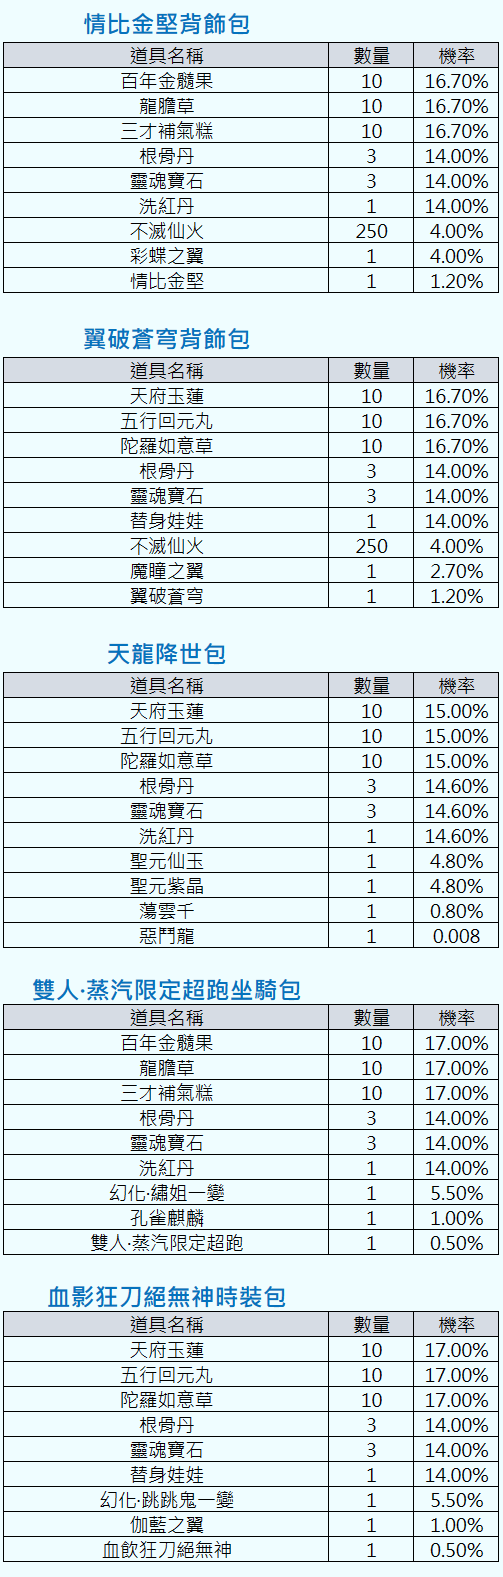 情比金堅背飾包
道具名稱 數量 機率
百年金髓果 10 16.70%
龍膽草 10 16.70%
三才補氣糕 10 16.70%
根骨丹 3 14.00%
靈魂寶石 3 14.00%
洗紅丹 1 14.00%
不滅仙火 250 4.00%
彩蝶之翼 1 4.00%
情比金堅 1 1.20%
翼破蒼穹背飾包
道具名稱 數量 機率
天府玉蓮 10 16.70%
五行回元丸 10 16.70%
陀羅如意草 10 16.70%
根骨丹 3 14.00%
靈魂寶石 3 14.00%
替身娃娃 1 14.00%
不滅仙火 250 4.00%
魔瞳之翼 1 2.70%
翼破蒼穹 1 1.20%
天龍降世包
道具名稱 數量 機率
天府玉蓮 10 15.00%
五行回元丸 10 15.00%
陀羅如意草 10 15.00%
根骨丹 3 14.60%
靈魂寶石 3 14.60%
洗紅丹 1 14.60%
聖元仙玉 1 4.80%
聖元紫晶 1 4.80%
蕩雲千 1 0.80%
惡鬥龍 1 0.008
雙人·蒸汽限定超跑坐騎包
道具名稱 數量 機率
百年金髓果 10 17.00%
龍膽草 10 17.00%
三才補氣糕 10 17.00%
根骨丹 3 14.00%
靈魂寶石 3 14.00%
洗紅丹 1 14.00%
幻化·繡姐一變 1 5.50%
孔雀麒麟 1 1.00%
雙人·蒸汽限定超跑 1 0.50%
血影狂刀絕無神時裝包
道具名稱 數量 機率
天府玉蓮 10 17.00%
五行回元丸 10 17.00%
陀羅如意草 10 17.00%
根骨丹 3 14.00%
靈魂寶石 3 14.00%
替身娃娃 1 14.00%
幻化·跳跳鬼一變 1 5.50%
伽藍之翼 1 1.00%
血飲狂刀絕無神 1 0.50%